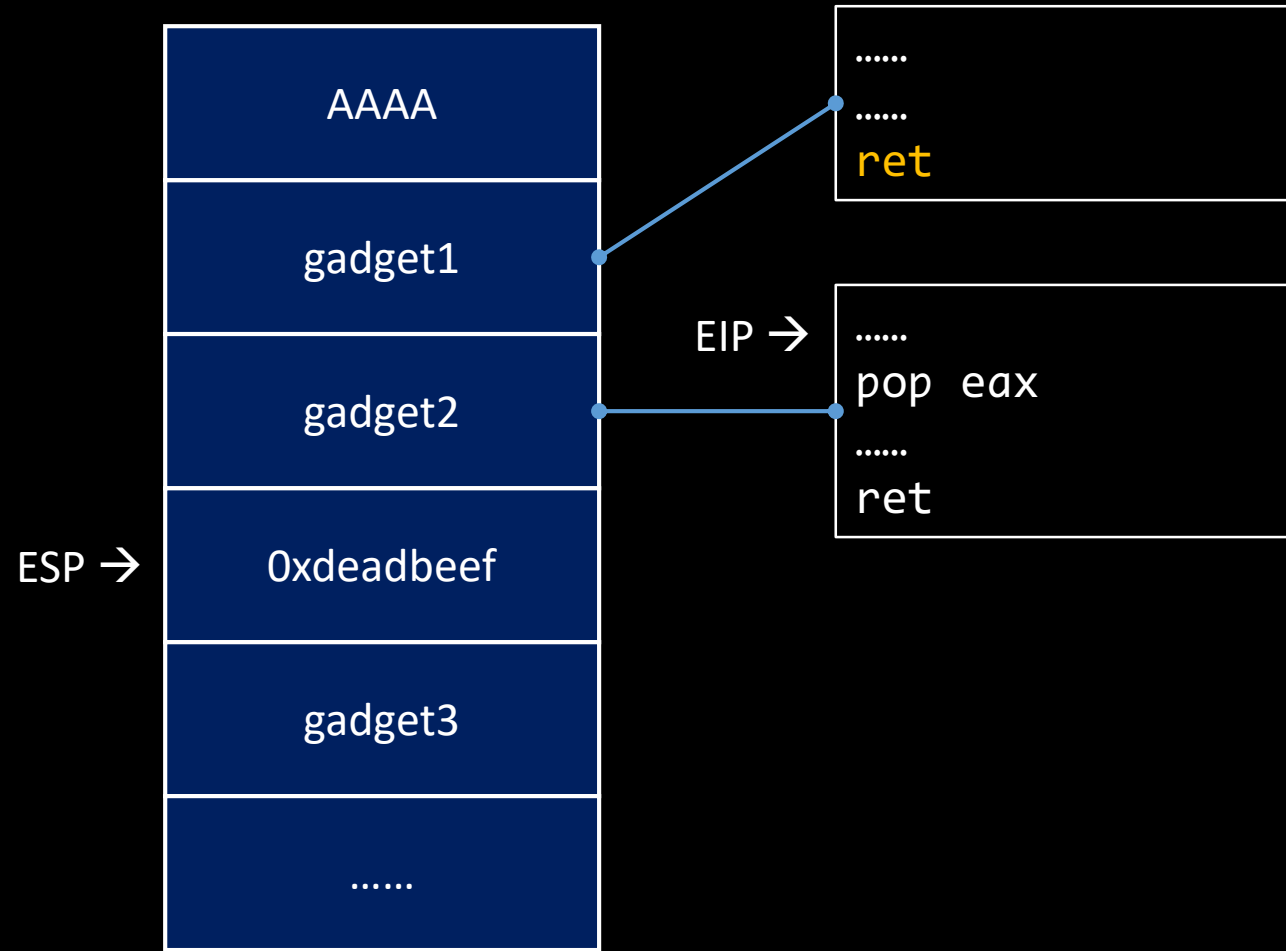 AAAA
gadget1
gadget2
ESP →
0xdeadbeef
gadget3
......
......
......
ret
EIP →
......
pop eax
......
ret